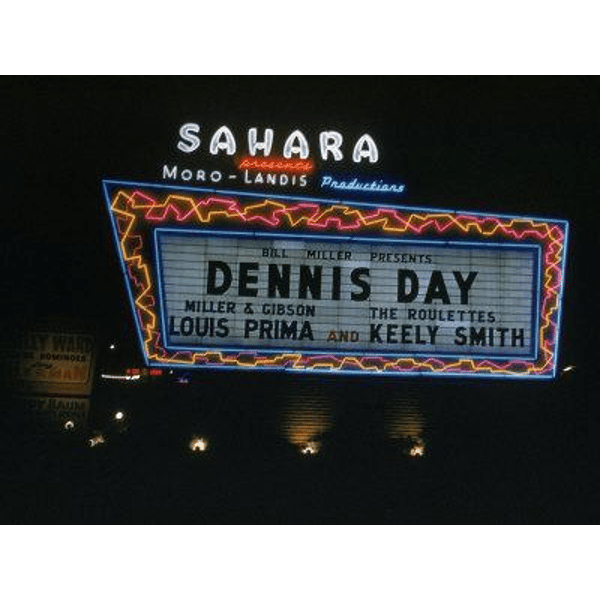 SAHARA
presents
MORO-LANDIS Productions
BILL MILLER PRESENTS
DENNIS DAY
MILLER & GIBSON THE ROULETTES
LOUIS PRIMA AND KEELY SMITH
DOMINOES